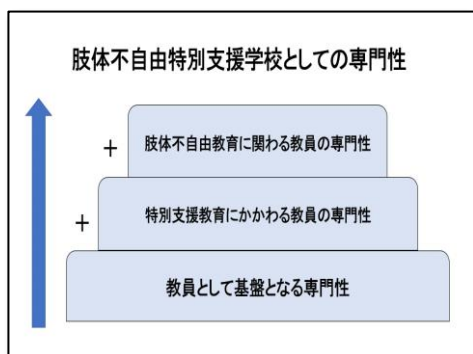 肢体不自由特別支援学校としての専門性
+ 肢体不自由教育に関わる教員の専門性
+ 特別支援教育にかかわる教員の専門性
教員として基盤となる専門性